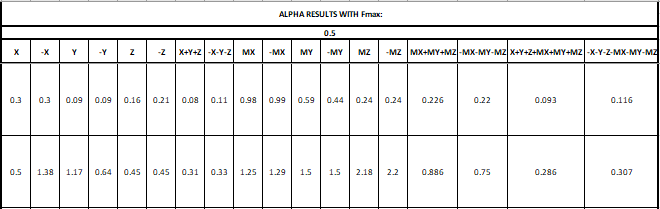 ALPHA RESULTS WITH Fmax:
0.5
X -X Y -Y Z -Z X+Y+Z -X-Y-Z MX -MX MY -MY MZ -MZ MX+MY+MZ -MX-MY-MZ X+Y+Z+MX+MY+MZ -X-Y-Z-MX-MY-MZ
0.3 0.3 0.09 0.09 0.16 0.21 0.08 0.11 0.98 0.99 0.59 0.44 0.24 0.24 0.226 0.22 0.093 0.116
0.5 1.38 1.17 0.64 0.45 0.45 0.31 0.33 1.25 1.29 1.5 1.5 2.18 2.2 0.886 0.75 0.286 0.307